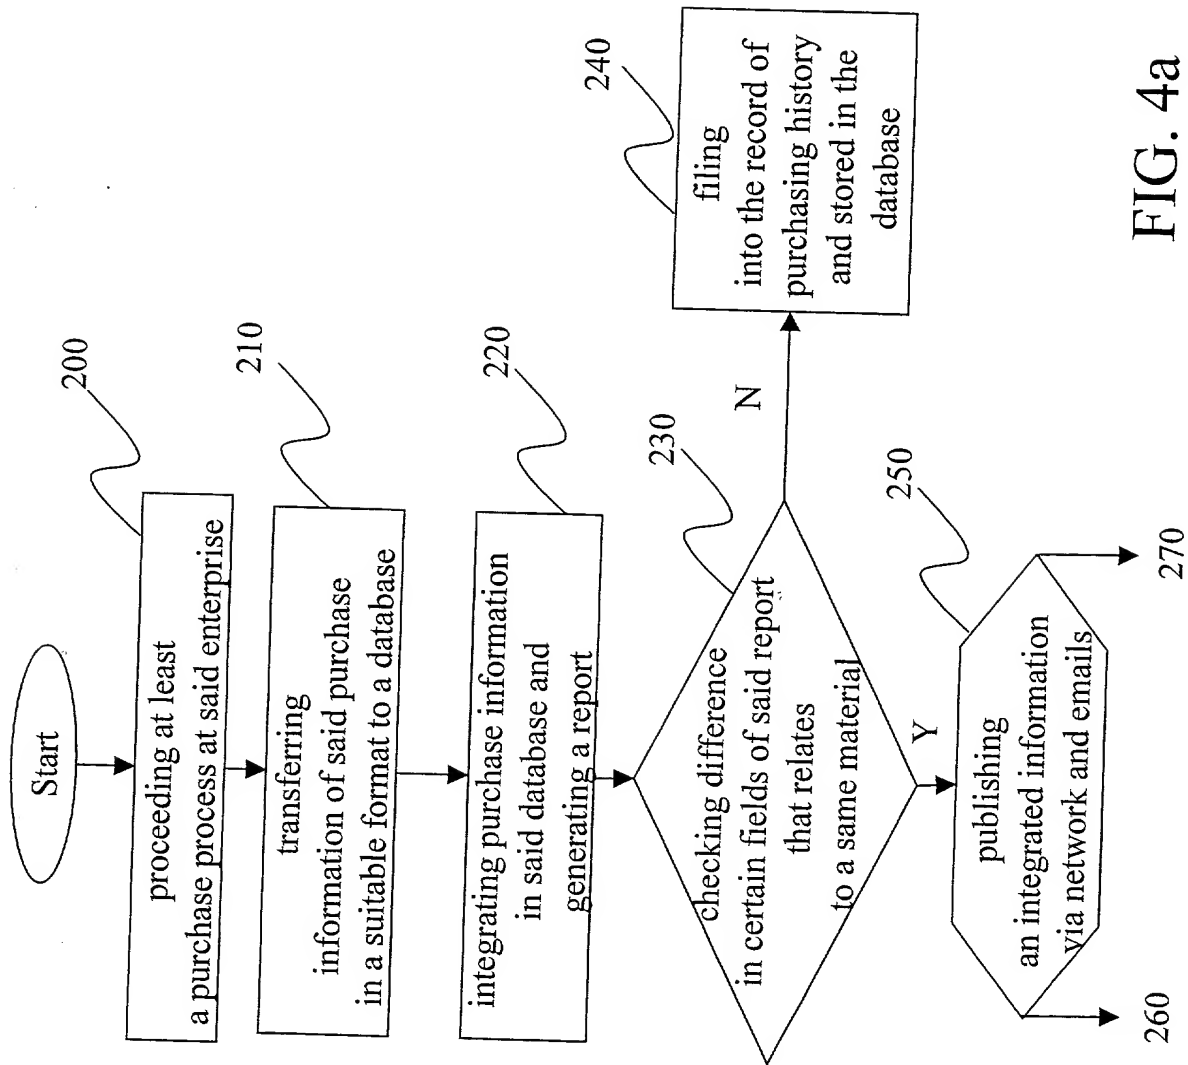 Start
200
proceeding at least
a purchase process at said enterprise
210
transferring
information of said purchase
in a suitable format to a database
220
integrating purchase information
in said database and
generating a report
230
checking difference
in certain fields of said report
that relates
to a same material
N
240
filing
into the record of
purchasing history
and stored in the
database
Y
250
publishing
an integrated information
via network and emails
260
270
FIG. 4a